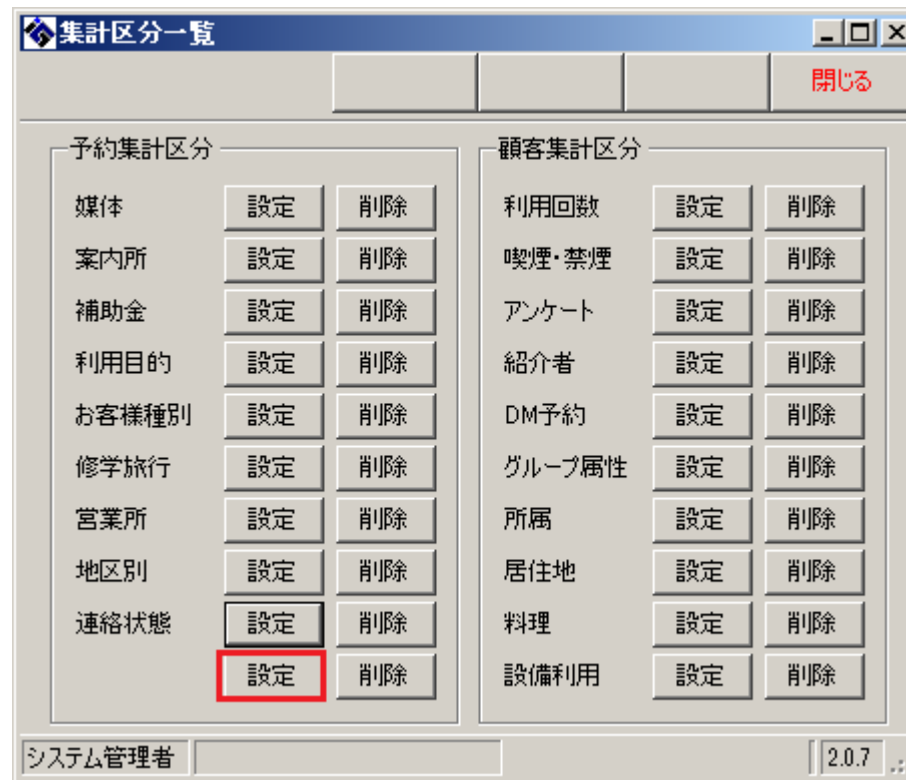 集計区分一覧
閉じる
予約集計区分
媒体 設定 削除
案内所 設定 削除
補助金 設定 削除
利用目的 設定 削除
お客様種別 設定 削除
修学旅行 設定 削除
営業所 設定 削除
地区別 設定 削除
連絡状態 設定 削除
設定 削除
顧客集計区分
利用回数 設定 削除
喫煙・禁煙 設定 削除
アンケート 設定 削除
紹介者 設定 削除
DM予約 設定 削除
グループ属性 設定 削除
所属 設定 削除
居住地 設定 削除
料理 設定 削除
設備利用 設定 削除
システム管理者
2.0.7